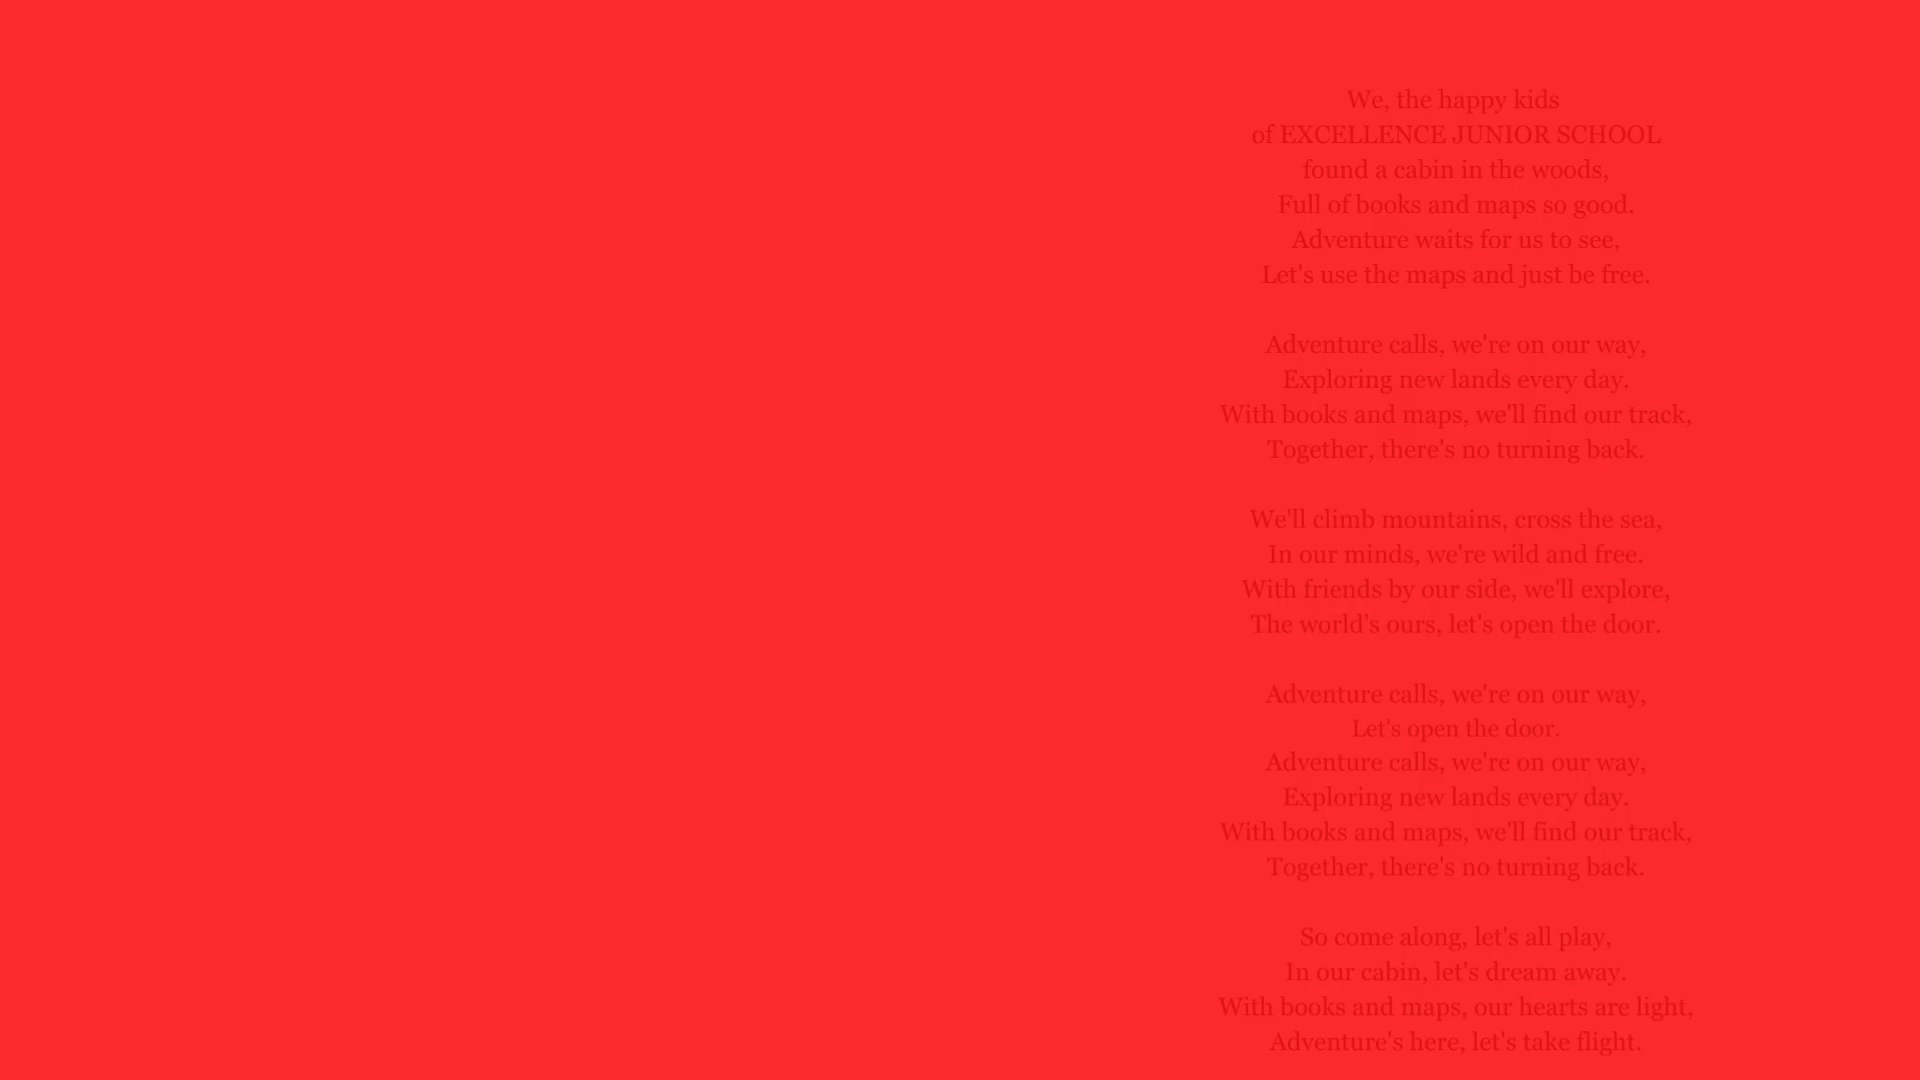 We, the happy kids
of EXCELLENCE JUNIOR SCHOOL
found a cabin in the woods,
Full of books and maps so good.
Adventure waits for us to see,
Let's use the maps and just be free.
Adventure calls, we're on our way,
Exploring new lands every day.
With books and maps, we'll find our track,
Together, there's no turning back.
We'll climb mountains, cross the sea,
In our minds, we're wild and free.
With friends by our side, we'll explore,
The world's ours, let's open the door.
Adventure calls, we're on our way,
Let's open the door.
Adventure calls, we're on our way,
Exploring new lands every day.
With books and maps, we'll find our track,
Together, there's no turning back.
So come along, let's all play,
In our cabin, let's dream away.
With books and maps, our hearts are light,
Adventure's here, let's take flight.